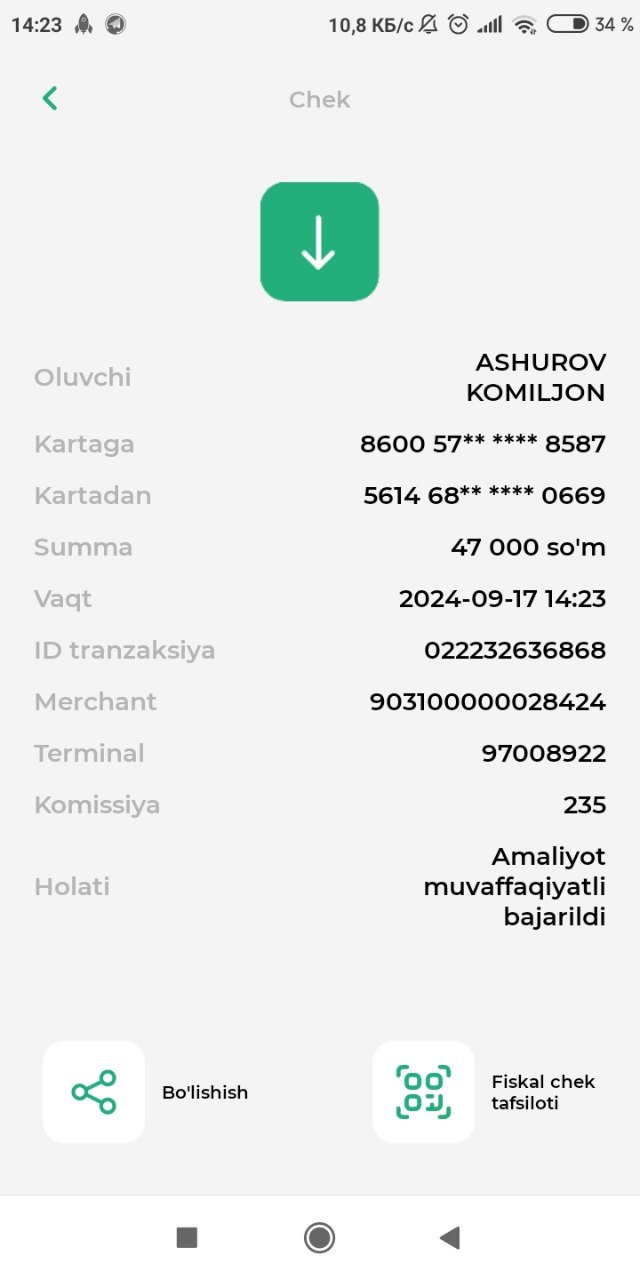 14:23 10,8 КБ/с 34 %
Chek
Oluvchi ASHUROV
KOMILJON
Kartaga 8600 57** **** 8587
Kartadan 5614 68** **** 0669
Summa 47 000 so'm
Vaqt 2024-09-17 14:23
ID tranzaksiya 022232636868
Merchant 903100000028424
Terminal 97008922
Komissiya 235
Holati Amaliyot
muvaffaqiyatli
bajarildi
Bo'lishish
Fiskal chek
tafsiloti